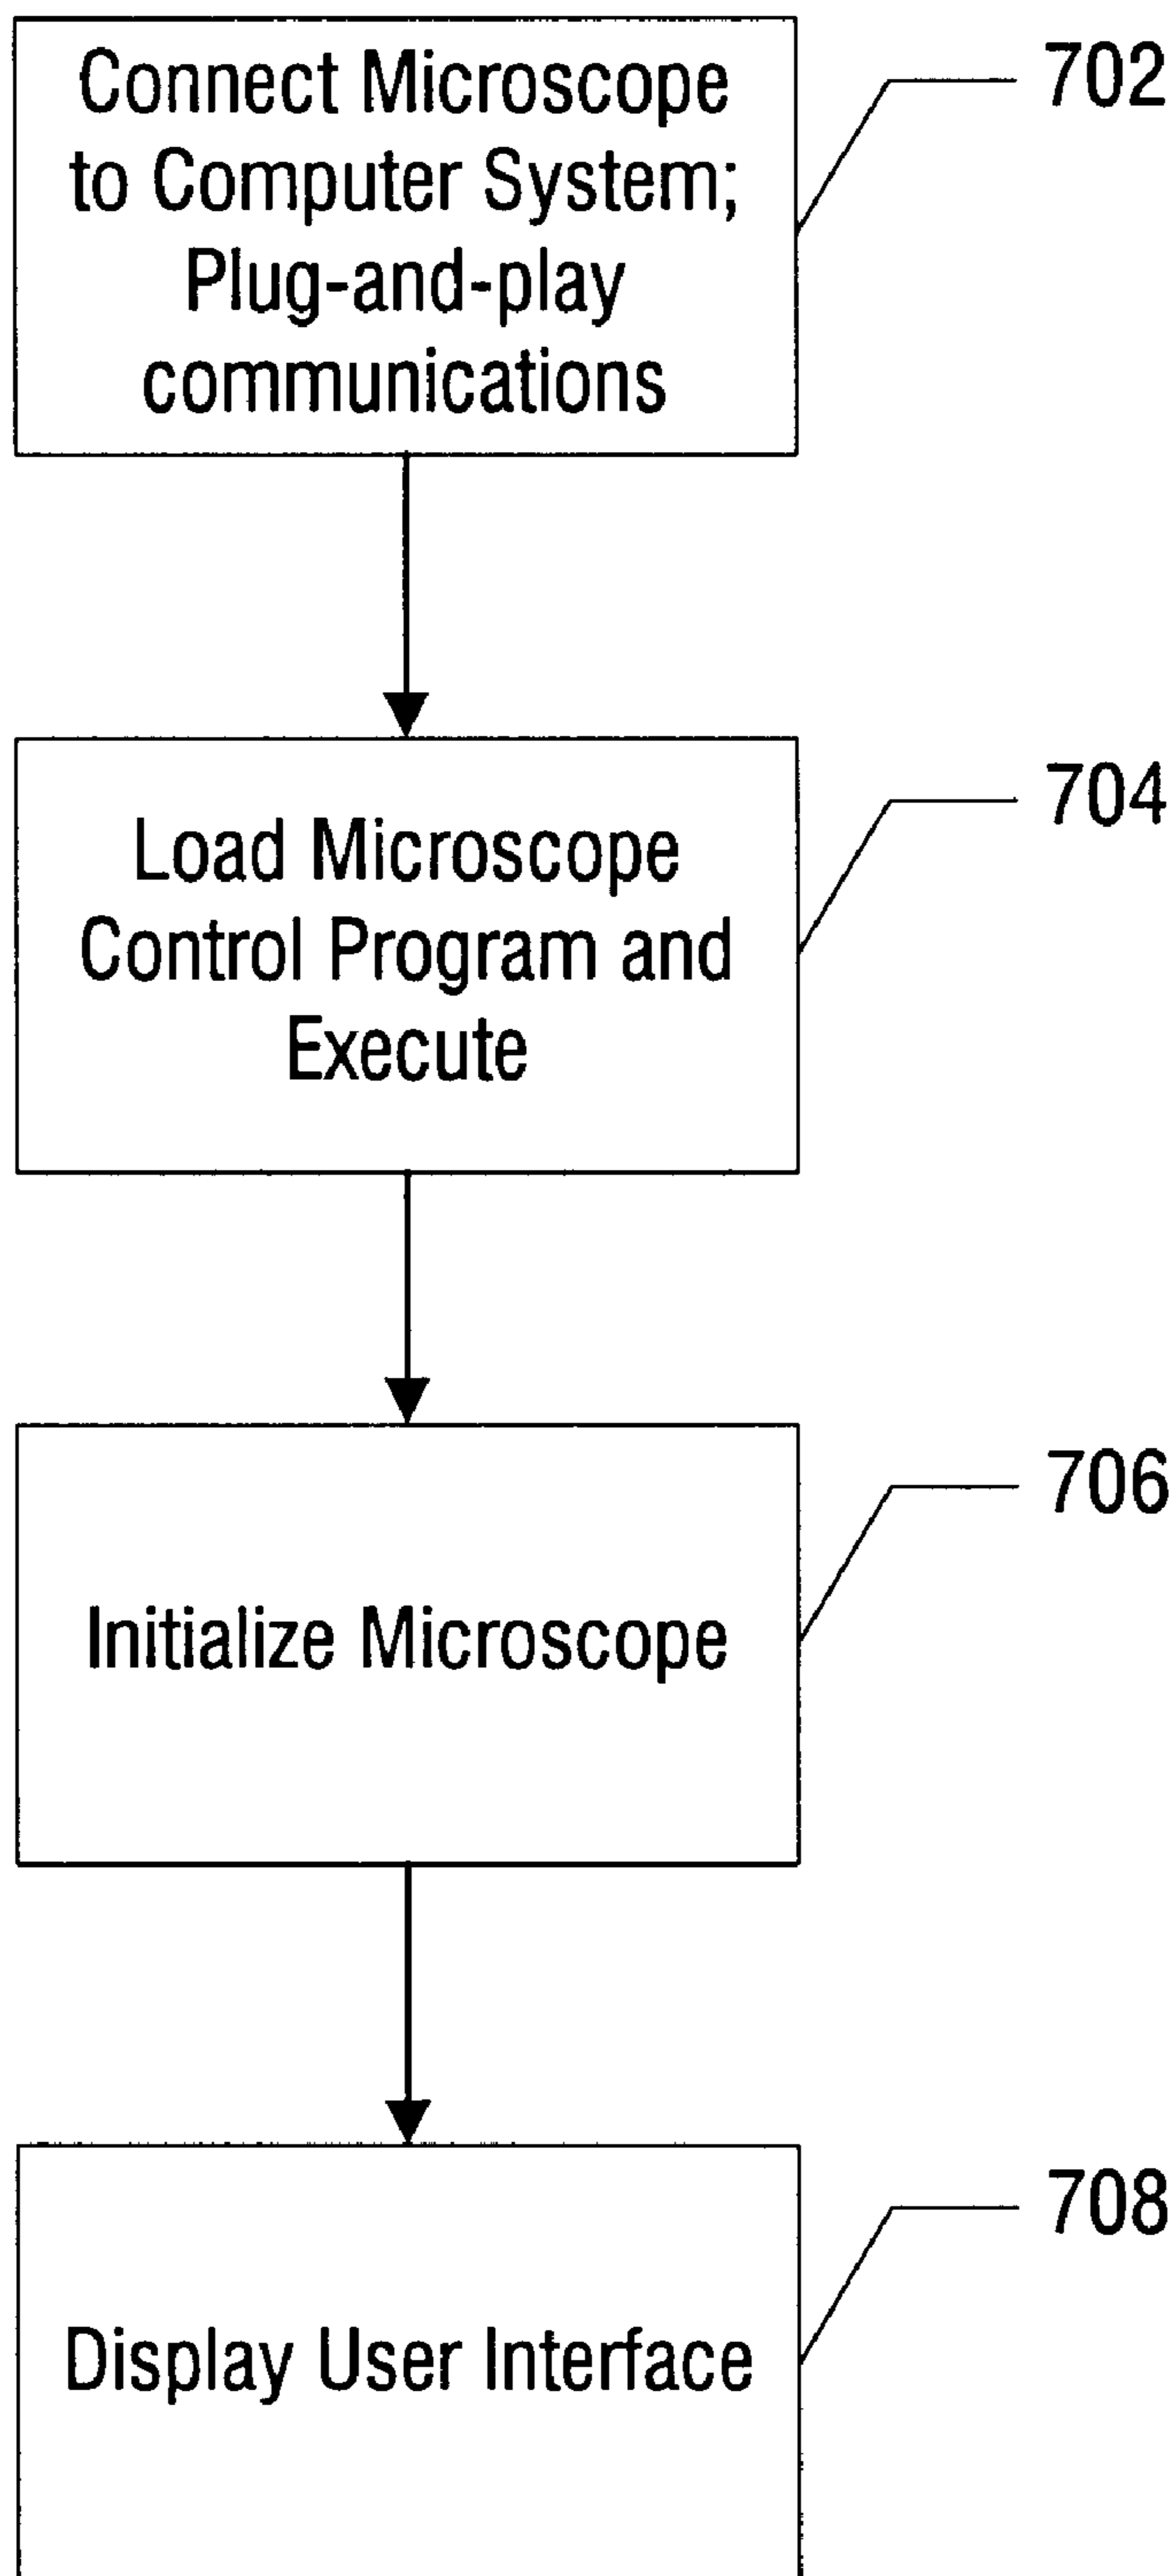 Connect Microscope
to Computer System;
Plug-and-play
communications
702
Load Microscope
Control Program and
Execute
704
Initialize Microscope
706
Display User Interface
708